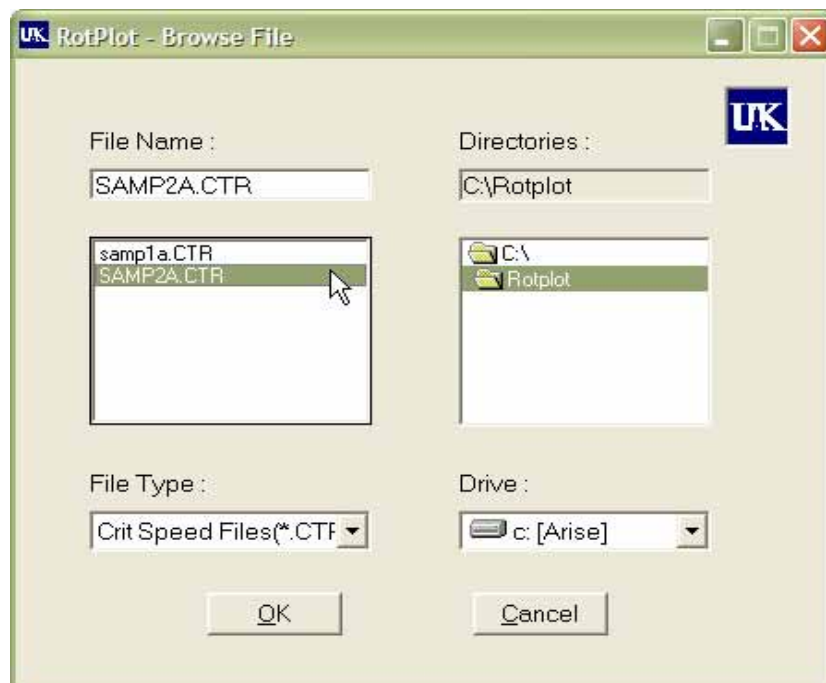 UK RotPlot - Browse File
UK
File Name :
SAMP2A.CTR
samp1a.CTR
SAMP2A.CTR
File Type :
Crit Speed Files(*.CTF
OK
Directories :
C:\Rotplot
C:\
Rotplot
Drive :
c: [Arise]
Cancel